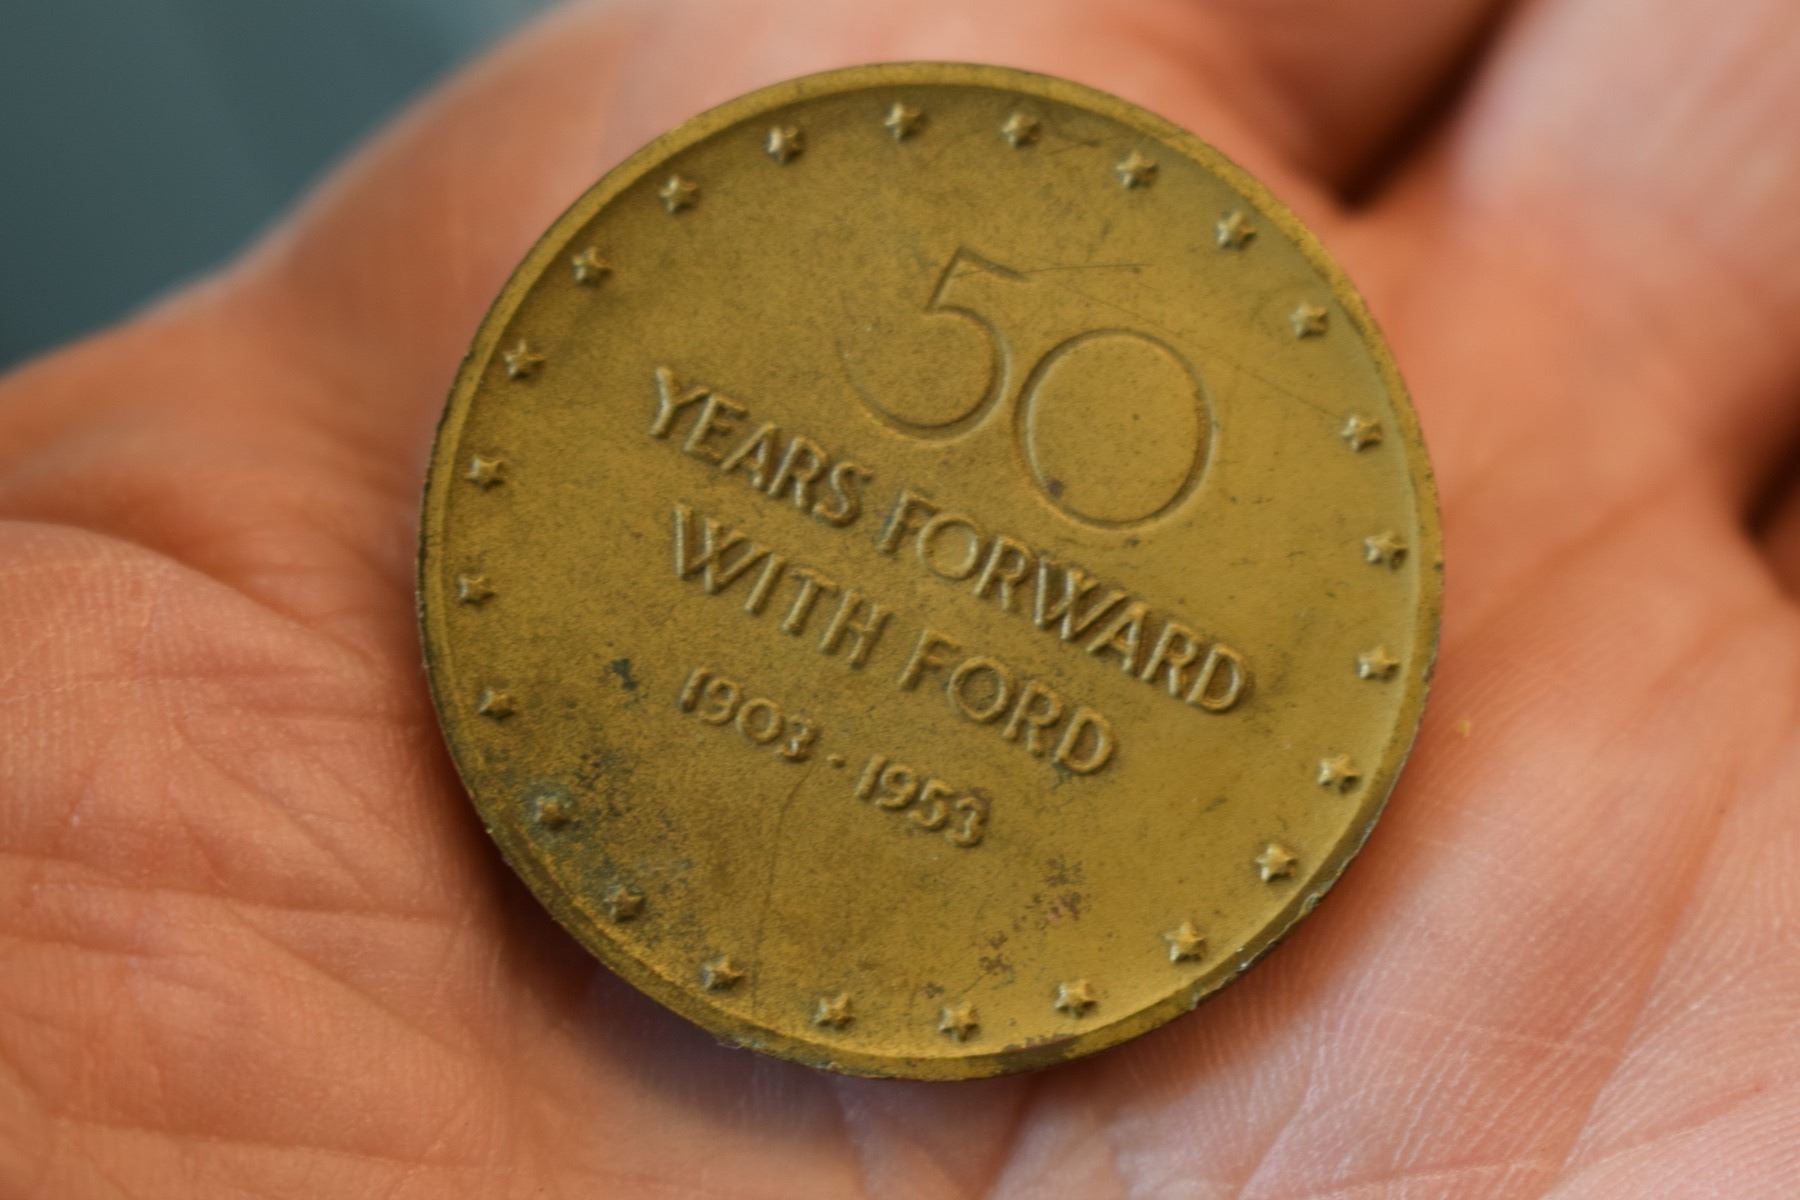 50
YEARS FORWARD
WITH FORD
1903 · 1953